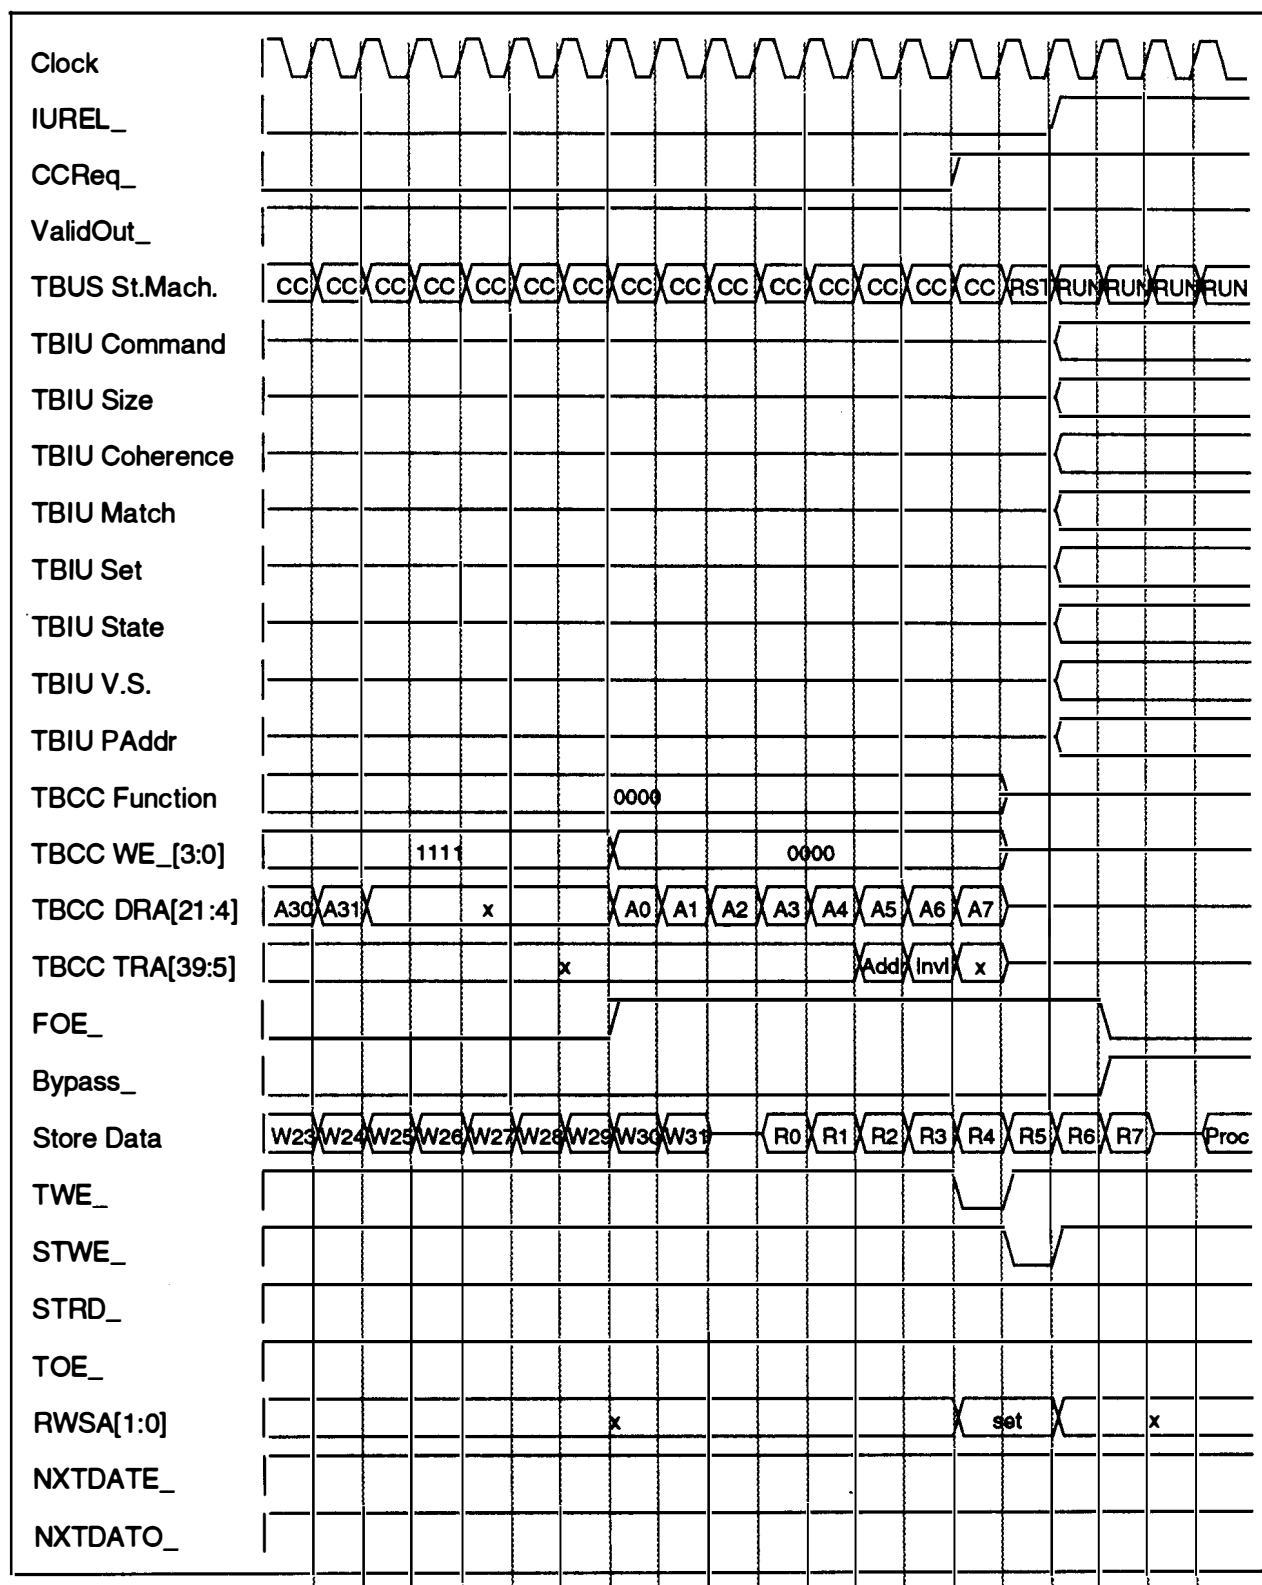 Clock
IUREL_
CCReq_
ValidOut_
TBUS St.Mach. CC CC CC CC CC CC CC CC CC CC CC CC CC CC CC RST RUN RUN RUN RUN
TBIU Command
TBIU Size
TBIU Coherence
TBIU Match
TBIU Set
TBIU State
TBIU V.S.
TBIU PAddr
TBCC Function 0000
TBCC WE_[3:0] 1111 0000
TBCC DRA[21:4] A30 A31 x A0 A1 A2 A3 A4 A5 A6 A7
TBCC TRA[39:5] x Addr Invl x
FOE_
Bypass_
Store Data W23 W24 W25 W26 W27 W28 W29 W30 W31 R0 R1 R2 R3 R4 R5 R6 R7 Proc
TWE_
STWE_
STRD_
TOE_
RWSA[1:0] x set x
NXTDATE_
NXTDATO_